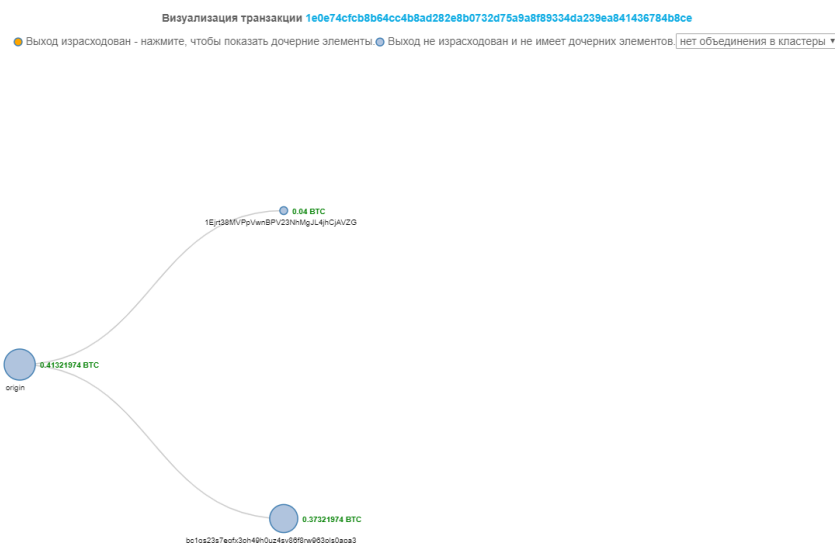 Визуализация транзакции 1e0e74cfcb8b64cc4b8ad282e8b0732d75a9a8f89334da239ea841436784b8ce
Выход израсходован - нажмите, чтобы показать дочерние элементы. Выход не израсходован и не имеет дочерних элементов. нет объединения в кластеры
0.04 BTC
1Ejrt38MVPpVwnBPV23NhMgJL4jhCjAVZG
0.41321974 BTC
origin
0.37321974 BTC